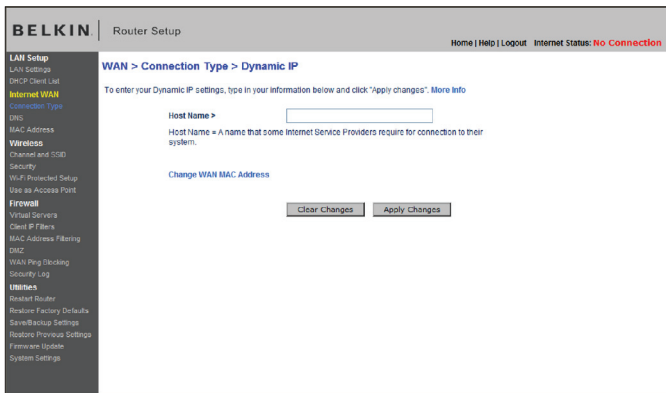 BELKIN
Router Setup
Home | Help | Logout Internet Status: No Connection
LAN Setup
LAN Settings
DHCP Client List
Internet WAN
Connection Type
DNS
MAC Address
Wireless
Channel and SSID
Security
Wi-Fi Protected Setup
Use as Access Point
Firewall
Virtual Servers
Client IP Filters
MAC Address Filtering
DMZ
WAN Ping Blocking
Security Log
Utilities
Restart Router
Restore Factory Defaults
Save/Backup Settings
Restore Previous Settings
Firmware Update
System Settings
WAN > Connection Type > Dynamic IP
To enter your Dynamic IP settings, type in your information below and click "Apply changes". More Info
Host Name >
Host Name = A name that some Internet Service Providers require for connection to their
system.
Change WAN MAC Address
Clear Changes Apply Changes